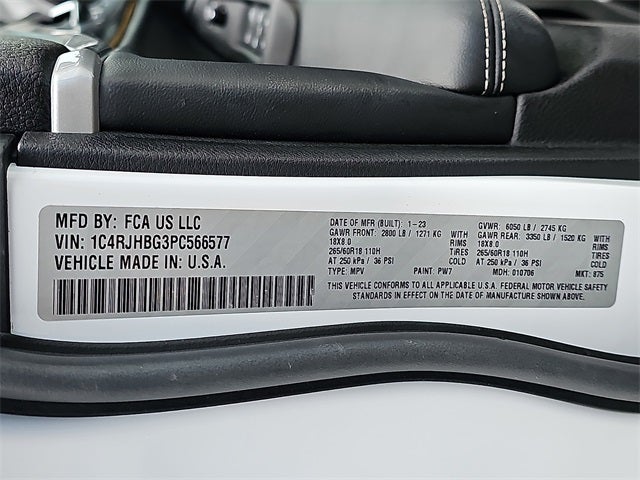 MFD BY: FCA US LLC
VIN: 1C4RJHBG3PC566577
VEHICLE MADE IN: U.S.A.
DATE OF MFR (BUILT): 1-23 GVWR: 6050 LB / 2745 KG
GAWR FRONT: 2800 LB / 1271 KG WITH GAWR REAR: 3350 LB / 1520 KG WITH
18X8.0 RIMS 18X8.0 RIMS
265/60R18 110H TIRES 265/60R18 110H TIRES
AT 250 kPa / 36 PSI COLD AT 250 kPa / 36 PSI COLD
TYPE: MPV PAINT: PW7 MDH: 010706 MKT: 875
THIS VEHICLE CONFORMS TO ALL APPLICABLE U.S.A. FEDERAL MOTOR VEHICLE SAFETY
STANDARDS IN EFFECT ON THE DATE OF MANUFACTURE SHOWN ABOVE.